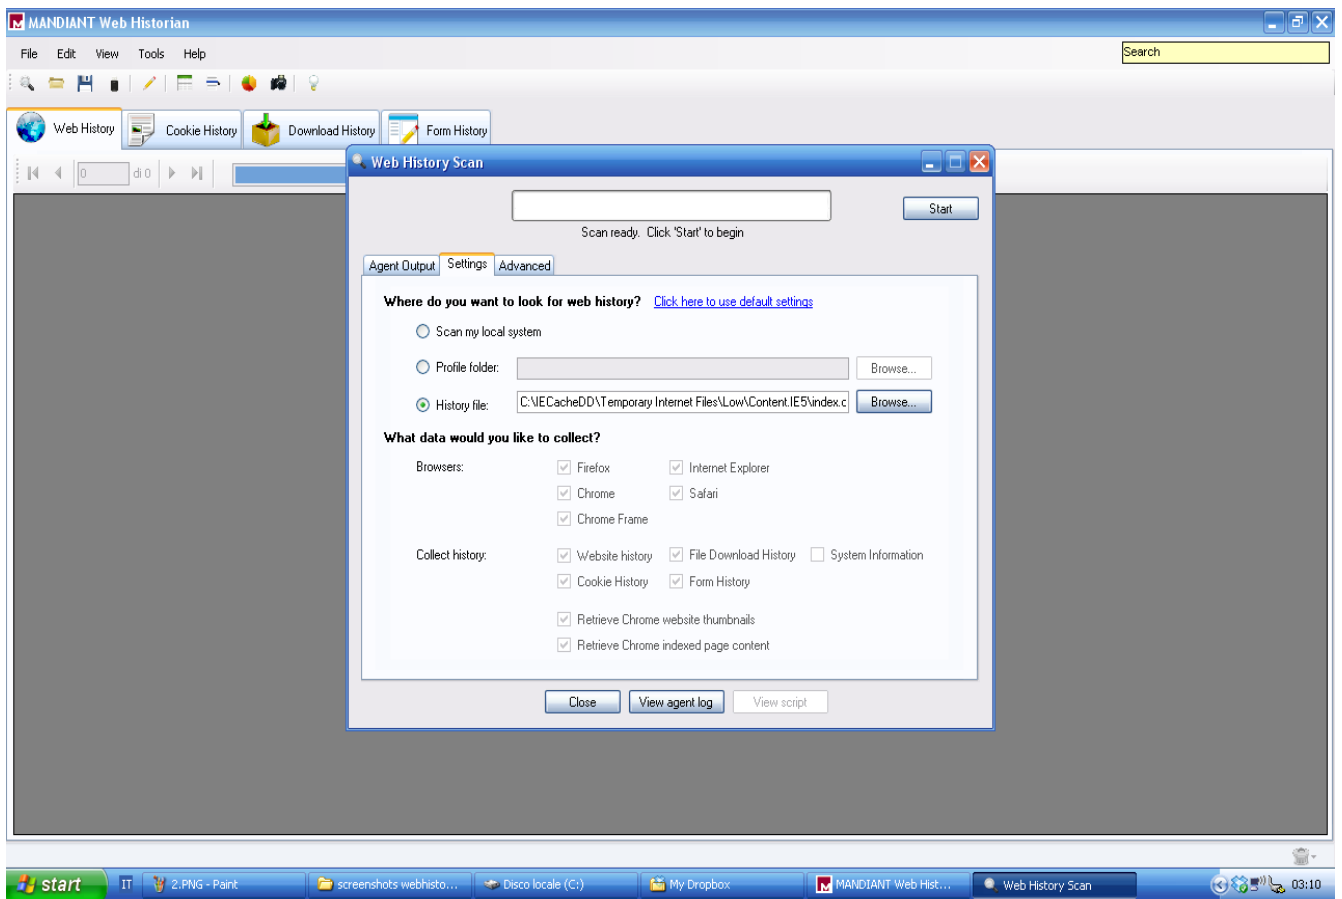 MANDIANT Web Historian
File Edit View Tools Help
Search
Web History Cookie History Download History Form History
0 di 0
Web History Scan
Start
Scan ready. Click 'Start' to begin
Agent Output Settings Advanced
Where do you want to look for web history? Click here to use default settings
Scan my local system
Profile folder: Browse...
History file: C:\IECacheDD\Temporary Internet Files\Low\Content.IE5\index.c Browse...
What data would you like to collect?
Browsers: Firefox Internet Explorer
Chrome Safari
Chrome Frame
Collect history: Website history File Download History System Information
Cookie History Form History
Retrieve Chrome website thumbnails
Retrieve Chrome indexed page content
Close View agent log View script
start IT 2.PNG - Paint screenshots webhisto... Disco locale (C:) My Dropbox MANDIANT Web Hist... Web History Scan 03:10